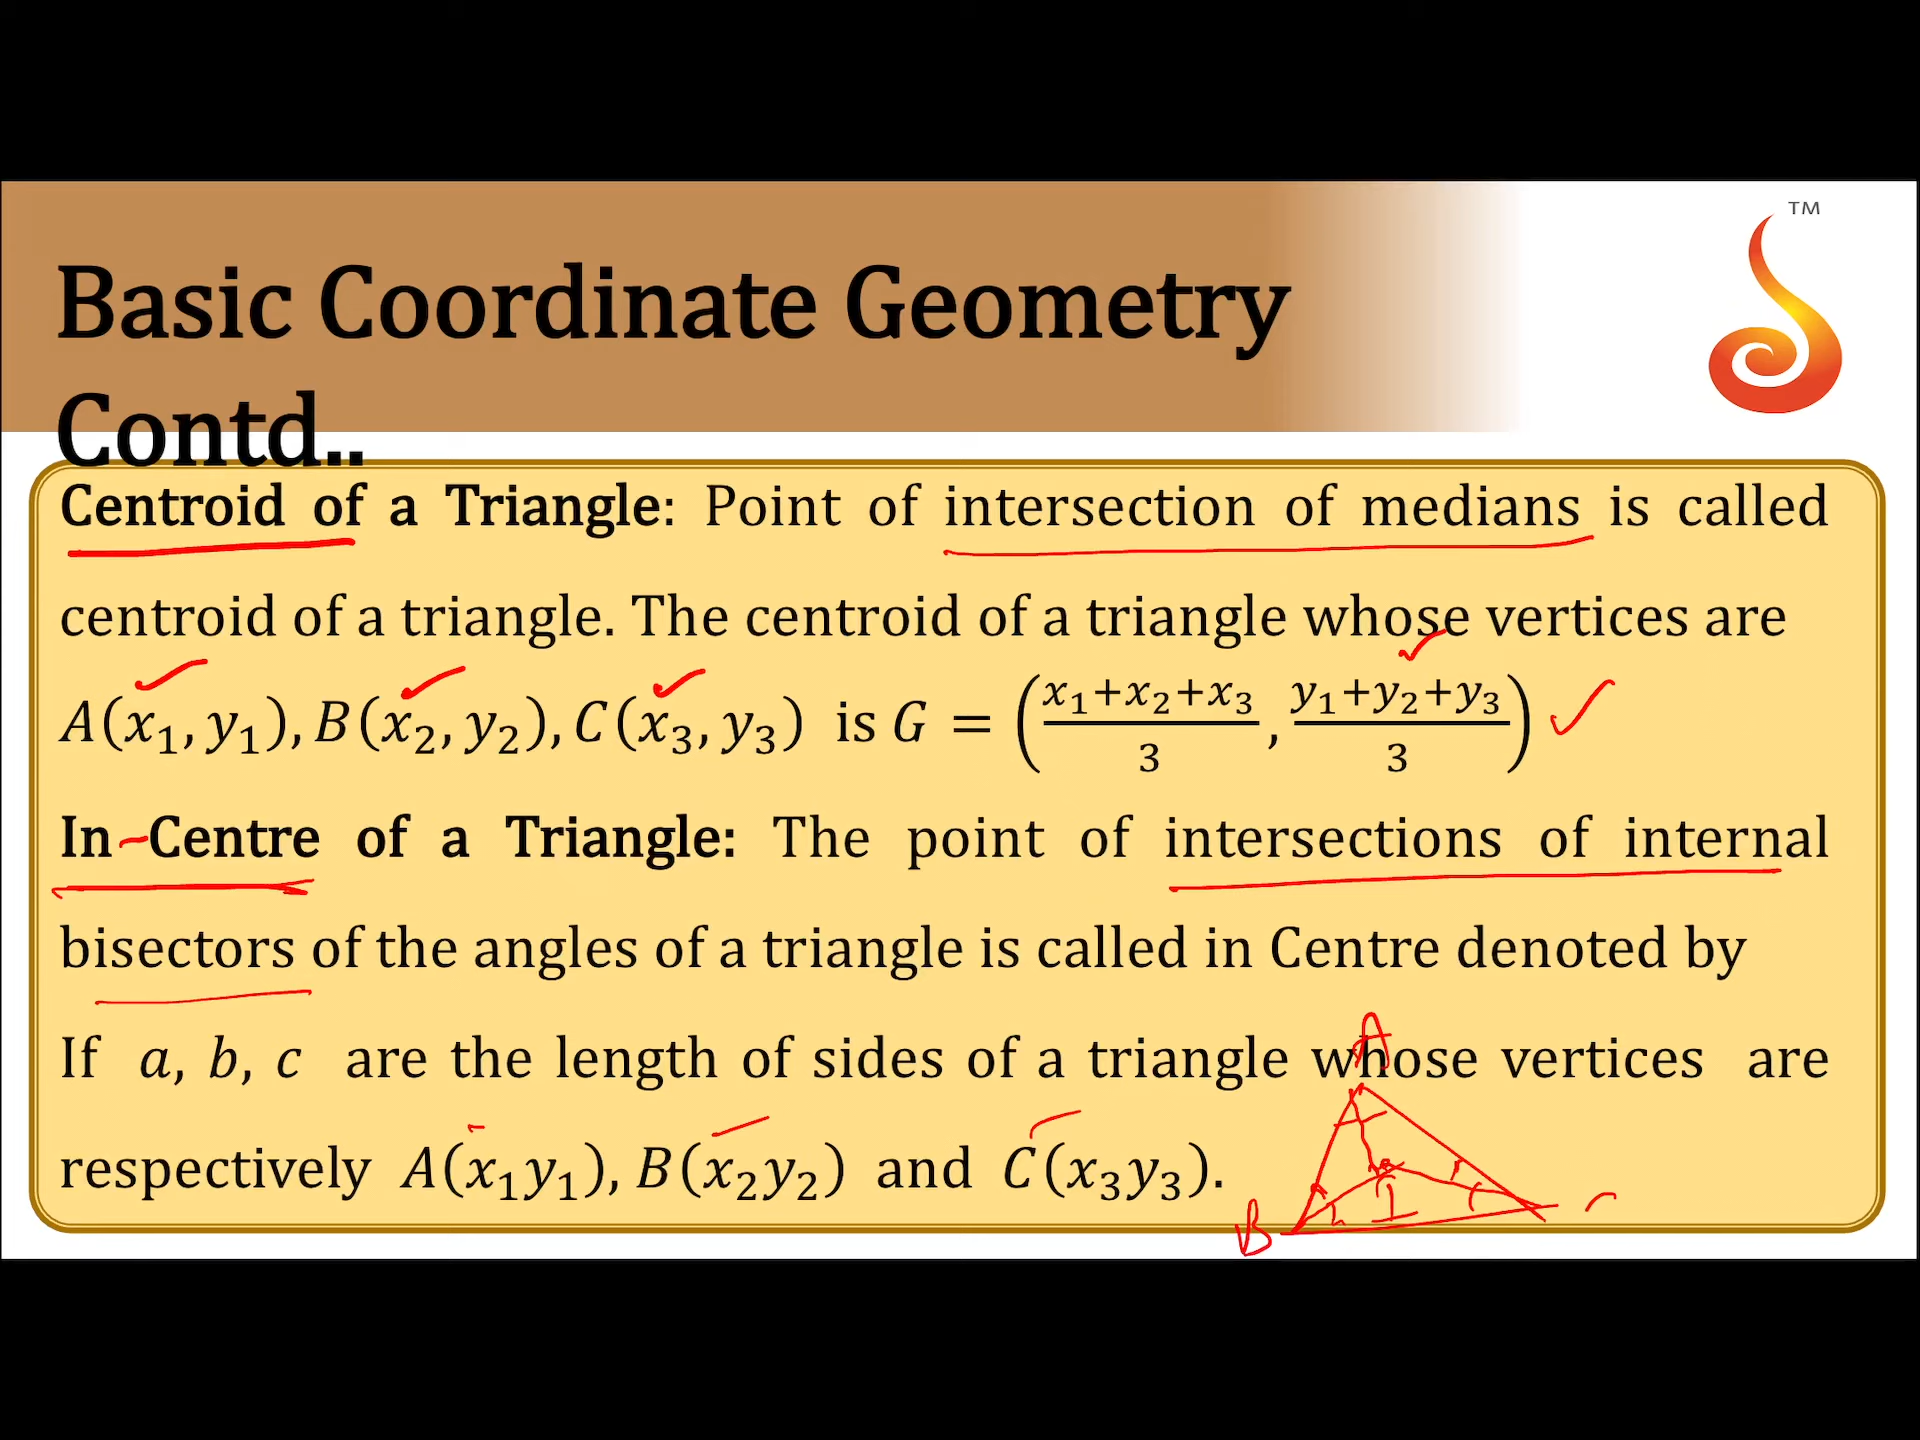 TM
Basic Coordinate Geometry
Contd..
Centroid of a Triangle: Point of intersection of medians is called
centroid of a triangle. The centroid of a triangle whose vertices are
A(x₁, y₁), B(x₂, y₂), C(x₃, y₃) is G = ((x₁+x₂+x₃)/3, (y₁+y₂+y₃)/3)
In-Centre of a Triangle: The point of intersections of internal
bisectors of the angles of a triangle is called in Centre denoted by
If a, b, c are the length of sides of a triangle whose vertices are
respectively A(x₁y₁), B(x₂y₂) and C(x₃y₃).
A
I
B